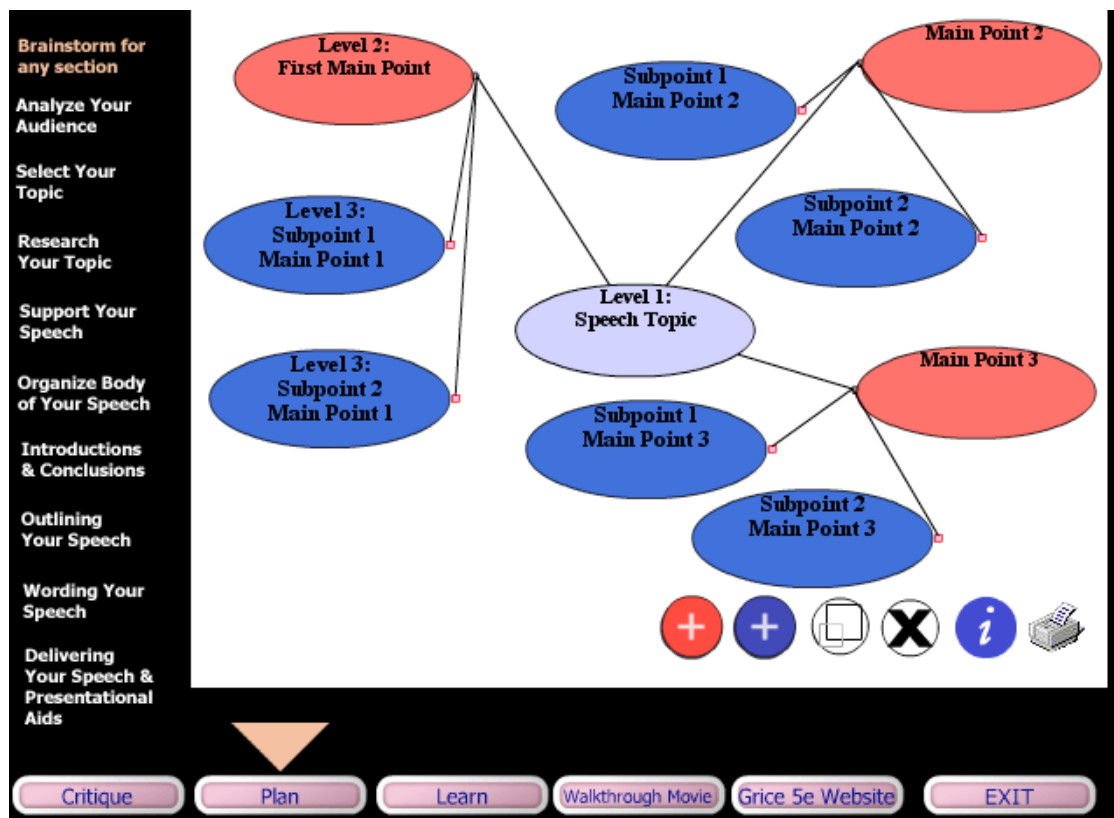 Brainstorm for
any section
Analyze Your
Audience
Select Your
Topic
Research
Your Topic
Support Your
Speech
Organize Body
of Your Speech
Introductions
& Conclusions
Outlining
Your Speech
Wording Your
Speech
Delivering
Your Speech &
Presentational
Aids
Level 2:
First Main Point
Main Point 2
Subpoint 1
Main Point 2
Level 3:
Subpoint 1
Main Point 1
Subpoint 2
Main Point 2
Level 1:
Speech Topic
Level 3:
Subpoint 2
Main Point 1
Main Point 3
Subpoint 1
Main Point 3
Subpoint 2
Main Point 3
+
+
X
i
Critique
Plan
Learn
Walkthrough Movie
Grice 5e Website
EXIT